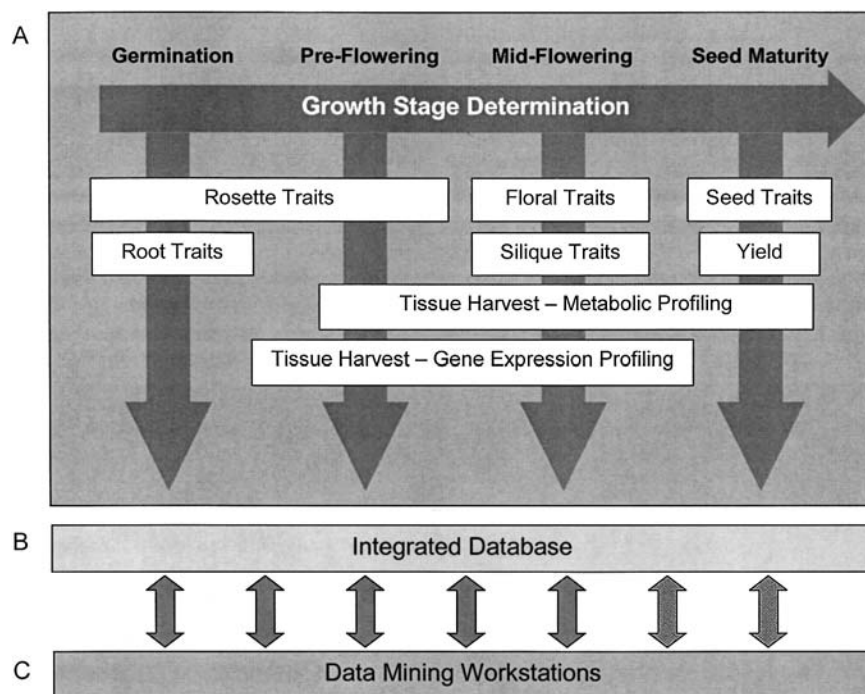 A
Germination Pre-Flowering Mid-Flowering Seed Maturity
Growth Stage Determination
Rosette Traits Floral Traits Seed Traits
Root Traits Silique Traits Yield
Tissue Harvest – Metabolic Profiling
Tissue Harvest – Gene Expression Profiling
B Integrated Database
C Data Mining Workstations